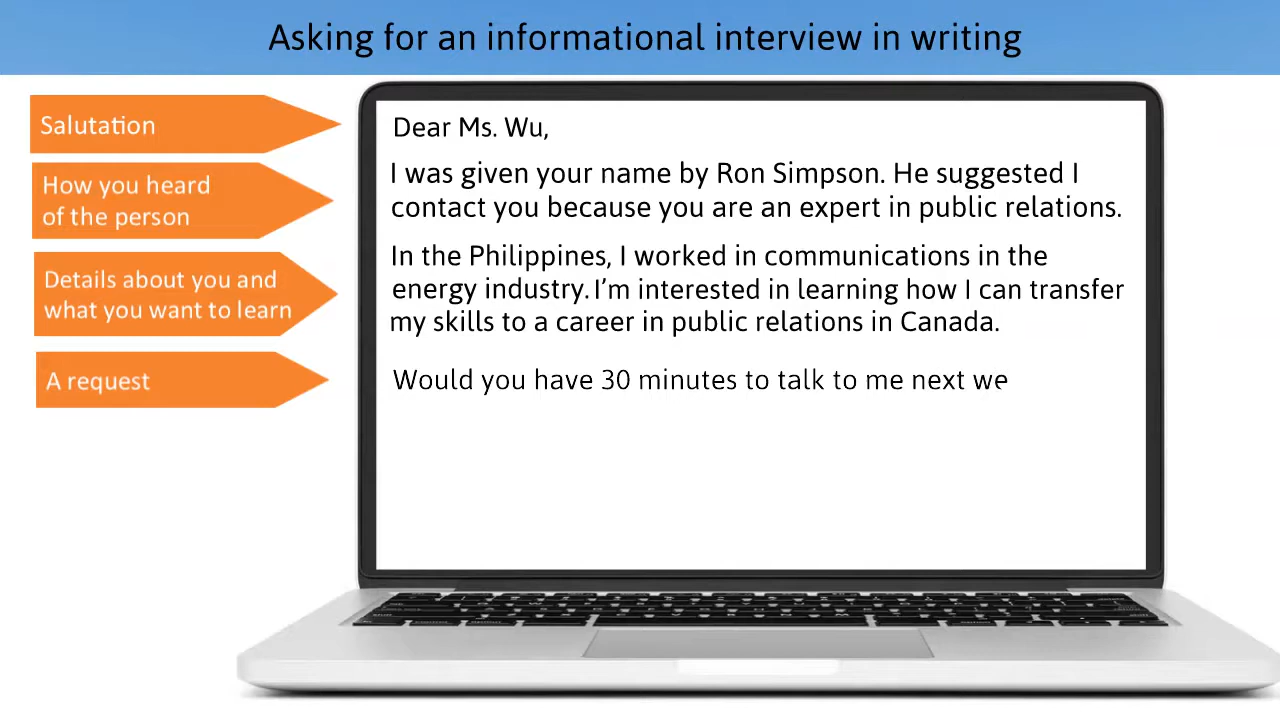 Asking for an informational interview in writing
Salutation
Dear Ms. Wu,
How you heard
of the person
I was given your name by Ron Simpson. He suggested I
contact you because you are an expert in public relations.
Details about you and
what you want to learn
In the Philippines, I worked in communications in the
energy industry. I'm interested in learning how I can transfer
my skills to a career in public relations in Canada.
A request
Would you have 30 minutes to talk to me next we